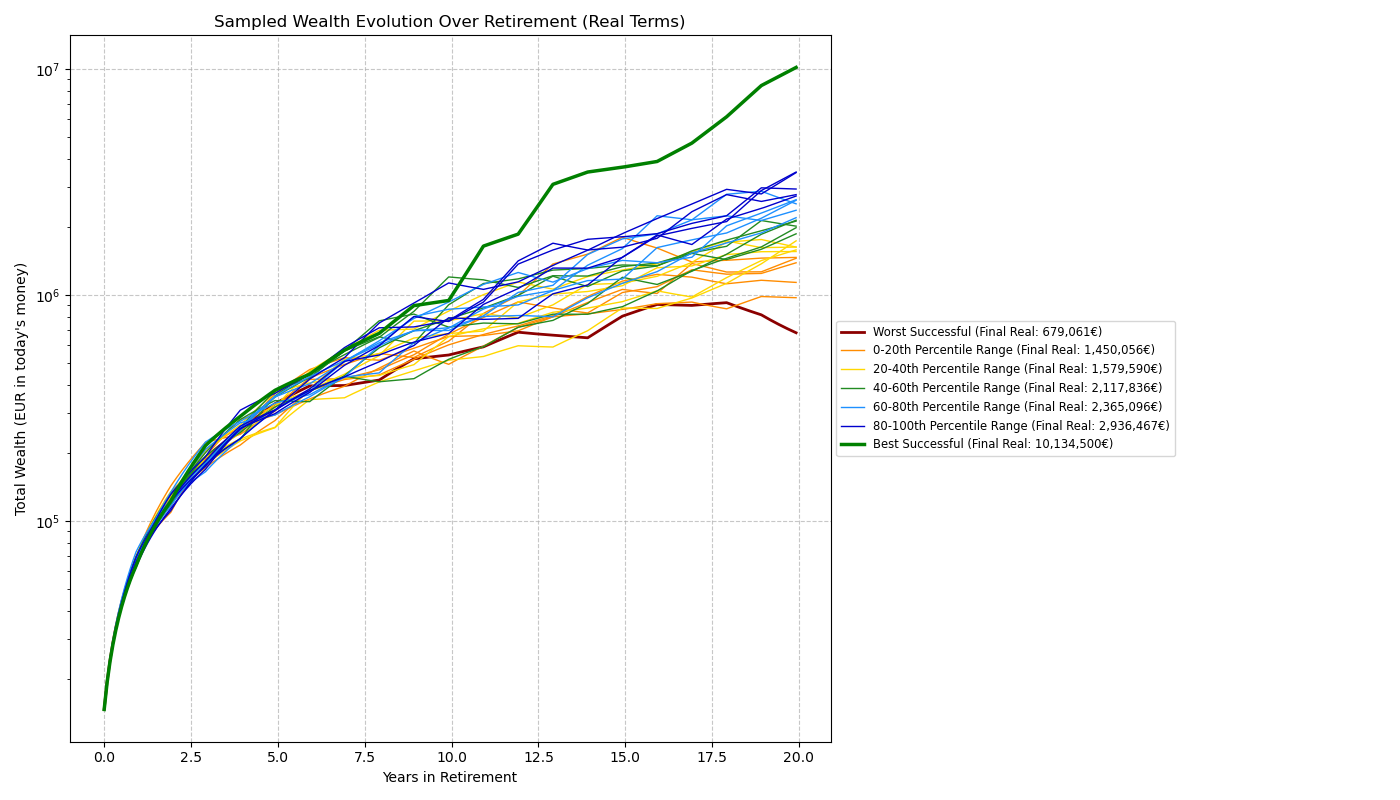 Sampled Wealth Evolution Over Retirement (Real Terms)
Total Wealth (EUR in today's money)
10^7
10^6
10^5
0.0 2.5 5.0 7.5 10.0 12.5 15.0 17.5 20.0
Years in Retirement
Worst Successful (Final Real: 679,061€)
0-20th Percentile Range (Final Real: 1,450,056€)
20-40th Percentile Range (Final Real: 1,579,590€)
40-60th Percentile Range (Final Real: 2,117,836€)
60-80th Percentile Range (Final Real: 2,365,096€)
80-100th Percentile Range (Final Real: 2,936,467€)
Best Successful (Final Real: 10,134,500€)